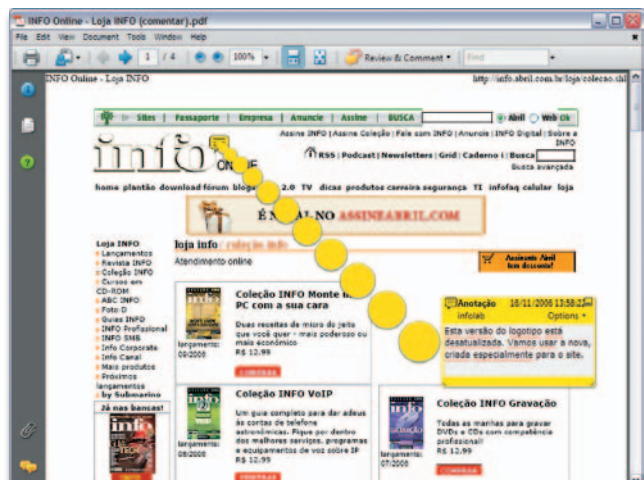 INFO Online - Loja INFO (comentar).pdf
File Edit View Document Tools Window Help
1 / 4 100% Review & Comment Find
INFO Online - Loja INFO http://info.abril.com.br/loja/colecao.shl
Sites | Passaporte | Empresa | Anuncie | Assine | BUSCA Abril Web Ok
Assine INFO | Assine Coleção | Fale com INFO | Anuncie | INFO Digital | Sobre a
INFO
info ONLINE
RSS | Podcast | Newsletters | Grid | Caderno i | Busca
Busca avançada
home plantão download fórum blogs 2.0 TV dicas produtos carreira segurança TI infofaq celular loja
É NATAL NO ASSINEABRIL.COM
Loja INFO
Lançamentos
Revista INFO
Coleção INFO
Cursos em
CD-ROM
ABC INFO
Foto D
Guias INFO
INFO Profissional
INFO SMB
Info Corporate
Info Canal
Mais produtos
Próximos
lançamentos
by Submarino
Já nas bancas!
info
loja info / coleção info
Atendimento online
Assinante Abril
tem desconto!
info
lançamento:
09/2006
Coleção INFO Monte
PC com a sua cara
Duas receitas de micro do jeito
que você quer - mais poderoso ou
mais econômico
R$ 12,99
COMPRAR
info
lançamento:
08/2006
Coleção INFO VoIP
Um guia completo para dar adeus
às contas de telefone
astronômicas. Fique por dentro
dos melhores serviços, programas
e equipamentos de voz sobre IP
R$ 12,99
COMPRAR
info
lançamento:
07/2006
Coleção INFO Gravação
Todas as manhas para gravar
DVDs e CDs com competência
profissional!
R$ 12,99
COMPRAR
Anotação 16/11/2006 13:58:22
infolab Options
Esta versão do logotipo está
desatualizada. Vamos usar a nova,
criada especialmente para o site.